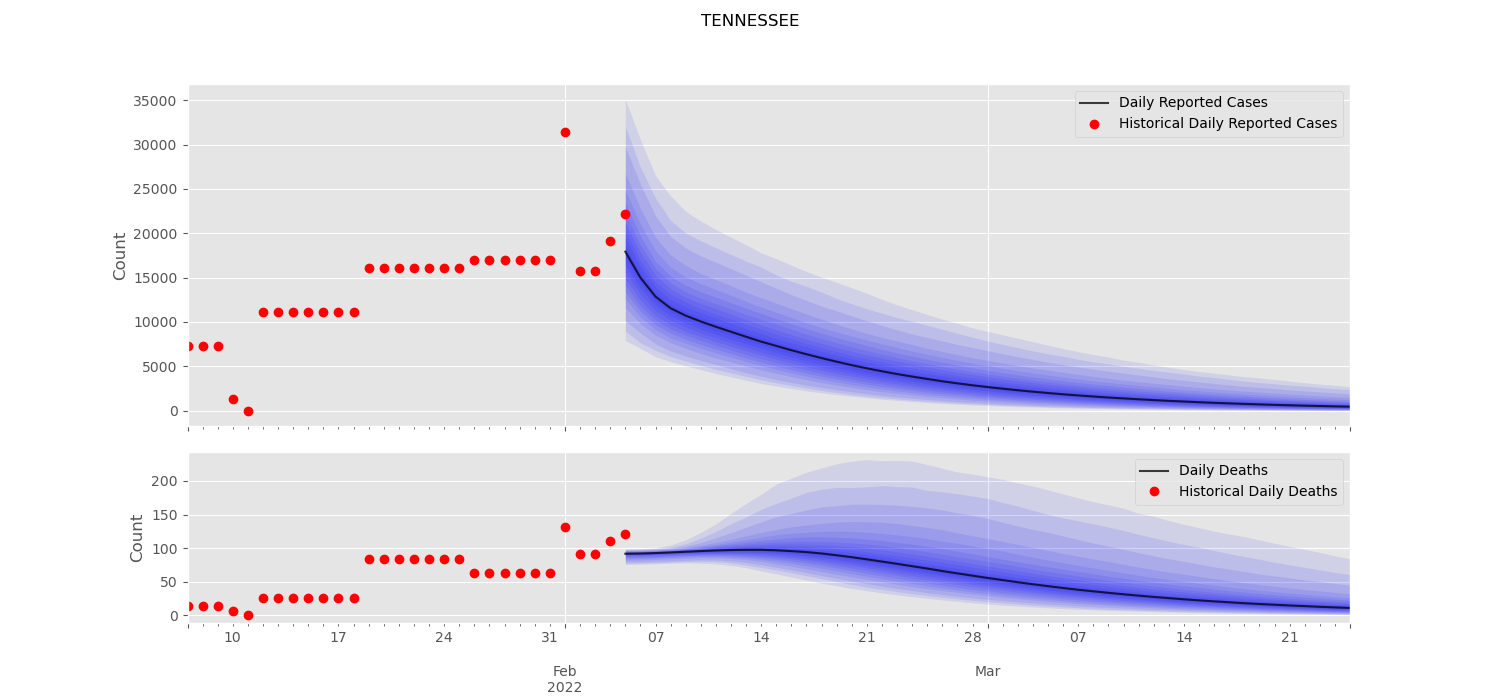 TENNESSEE
Count
35000
30000
25000
20000
15000
10000
5000
0
Daily Reported Cases
Historical Daily Reported Cases
Count
200
150
100
50
0
Daily Deaths
Historical Daily Deaths
10 17 24 31 07 14 21 28 07 14 21
Feb Mar
2022